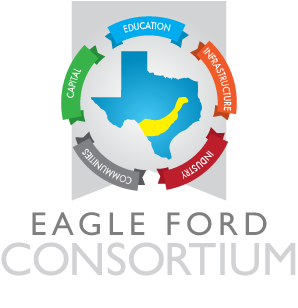 EDUCATION
INFRASTRUCTURE
INDUSTRY
COMMUNITIES
CAPITAL
EAGLE FORD
CONSORTIUM